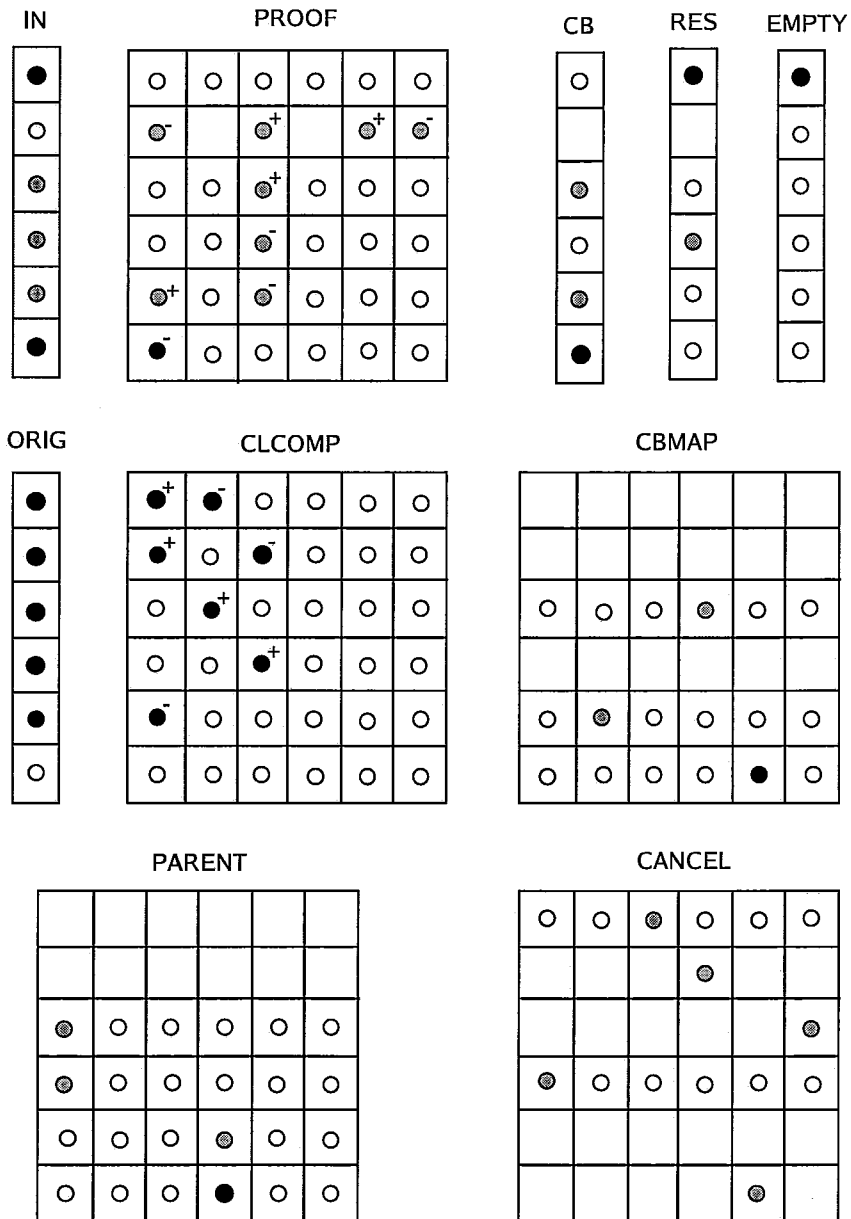 IN PROOF CB RES EMPTY
- + + -
+
-
+ -
-
ORIG CLCOMP CBMAP
+ -
+ -
+
+
-
PARENT CANCEL